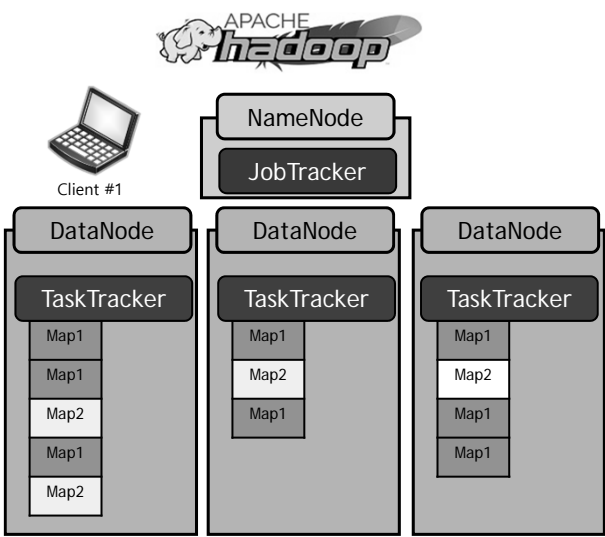 APACHE
hadoop
NameNode
JobTracker
Client #1
DataNode
TaskTracker
Map1
Map1
Map2
Map1
Map2
DataNode
TaskTracker
Map1
Map2
Map1
DataNode
TaskTracker
Map1
Map2
Map1
Map1